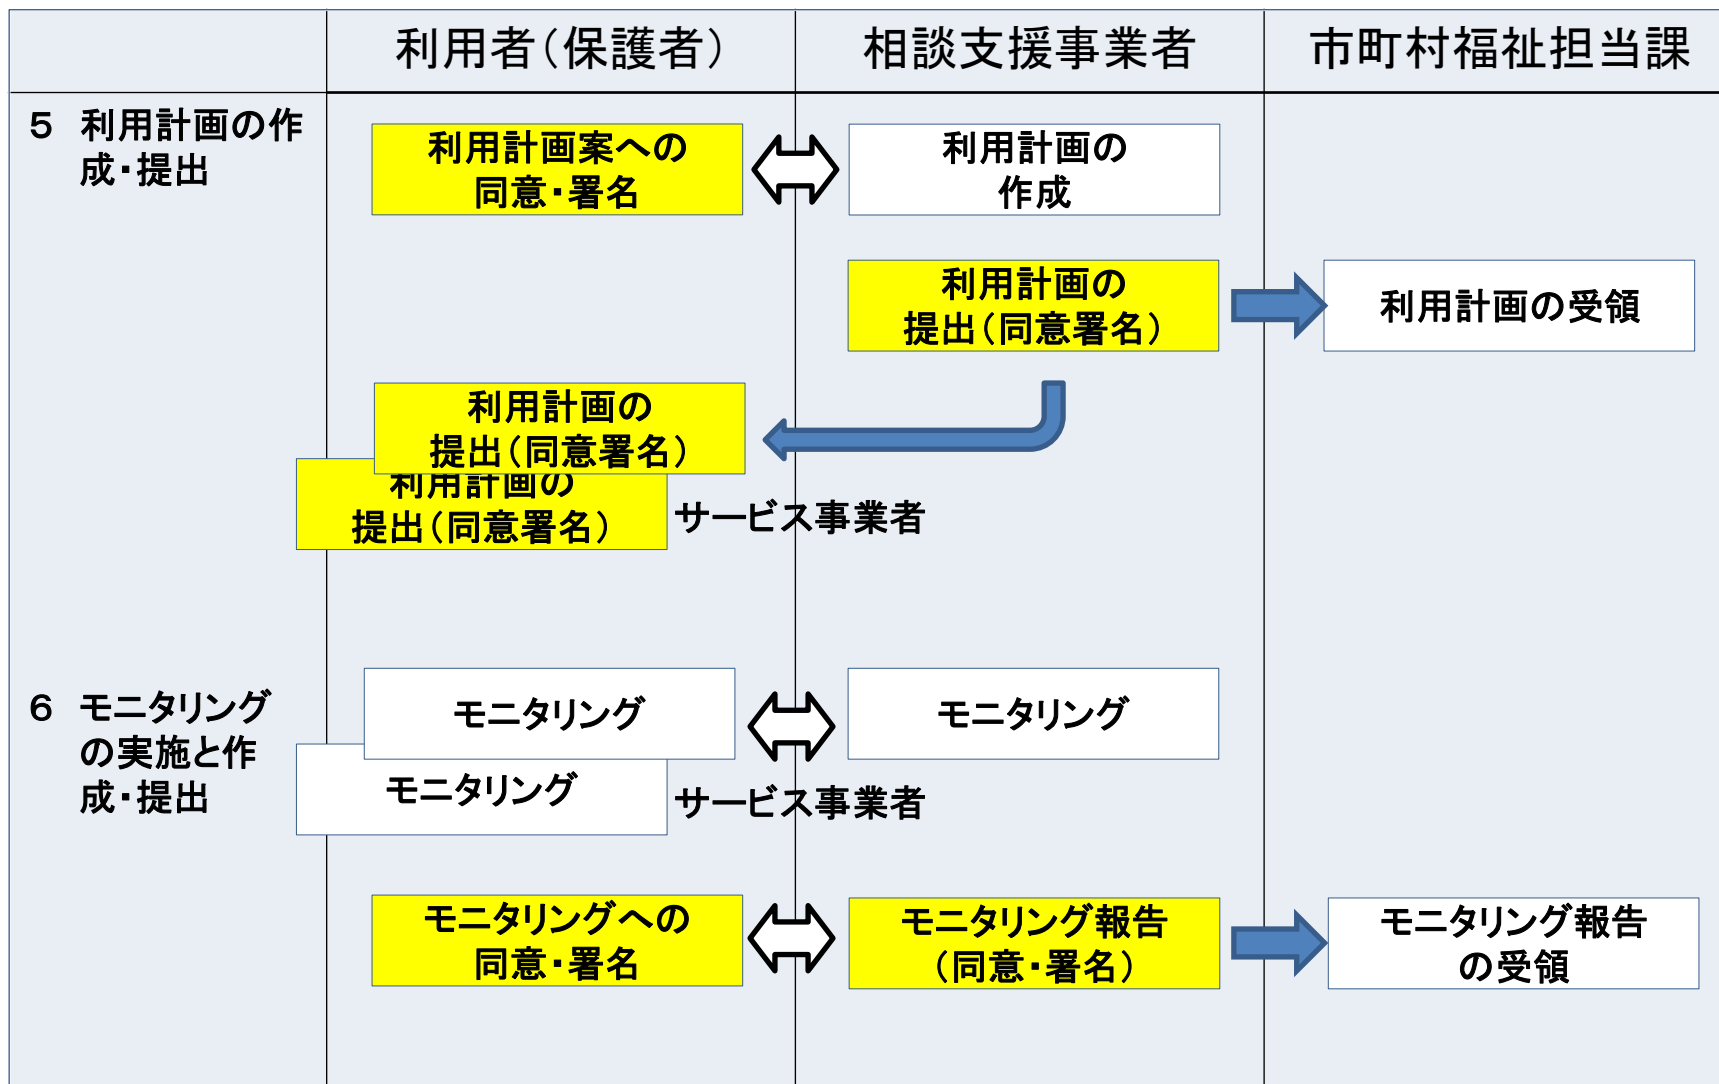 利用者（保護者）
相談支援事業者
市町村福祉担当課
５　利用計画の作
成・提出
利用計画案への
同意・署名
利用計画の
作成
利用計画の
提出（同意署名）
利用計画の受領
利用計画の
提出（同意署名）
利用計画の
提出（同意署名）
サービス事業者
６　モニタリング
の実施と作
成・提出
モニタリング
モニタリング
モニタリング
サービス事業者
モニタリングへの
同意・署名
モニタリング報告
（同意・署名）
モニタリング報告
の受領